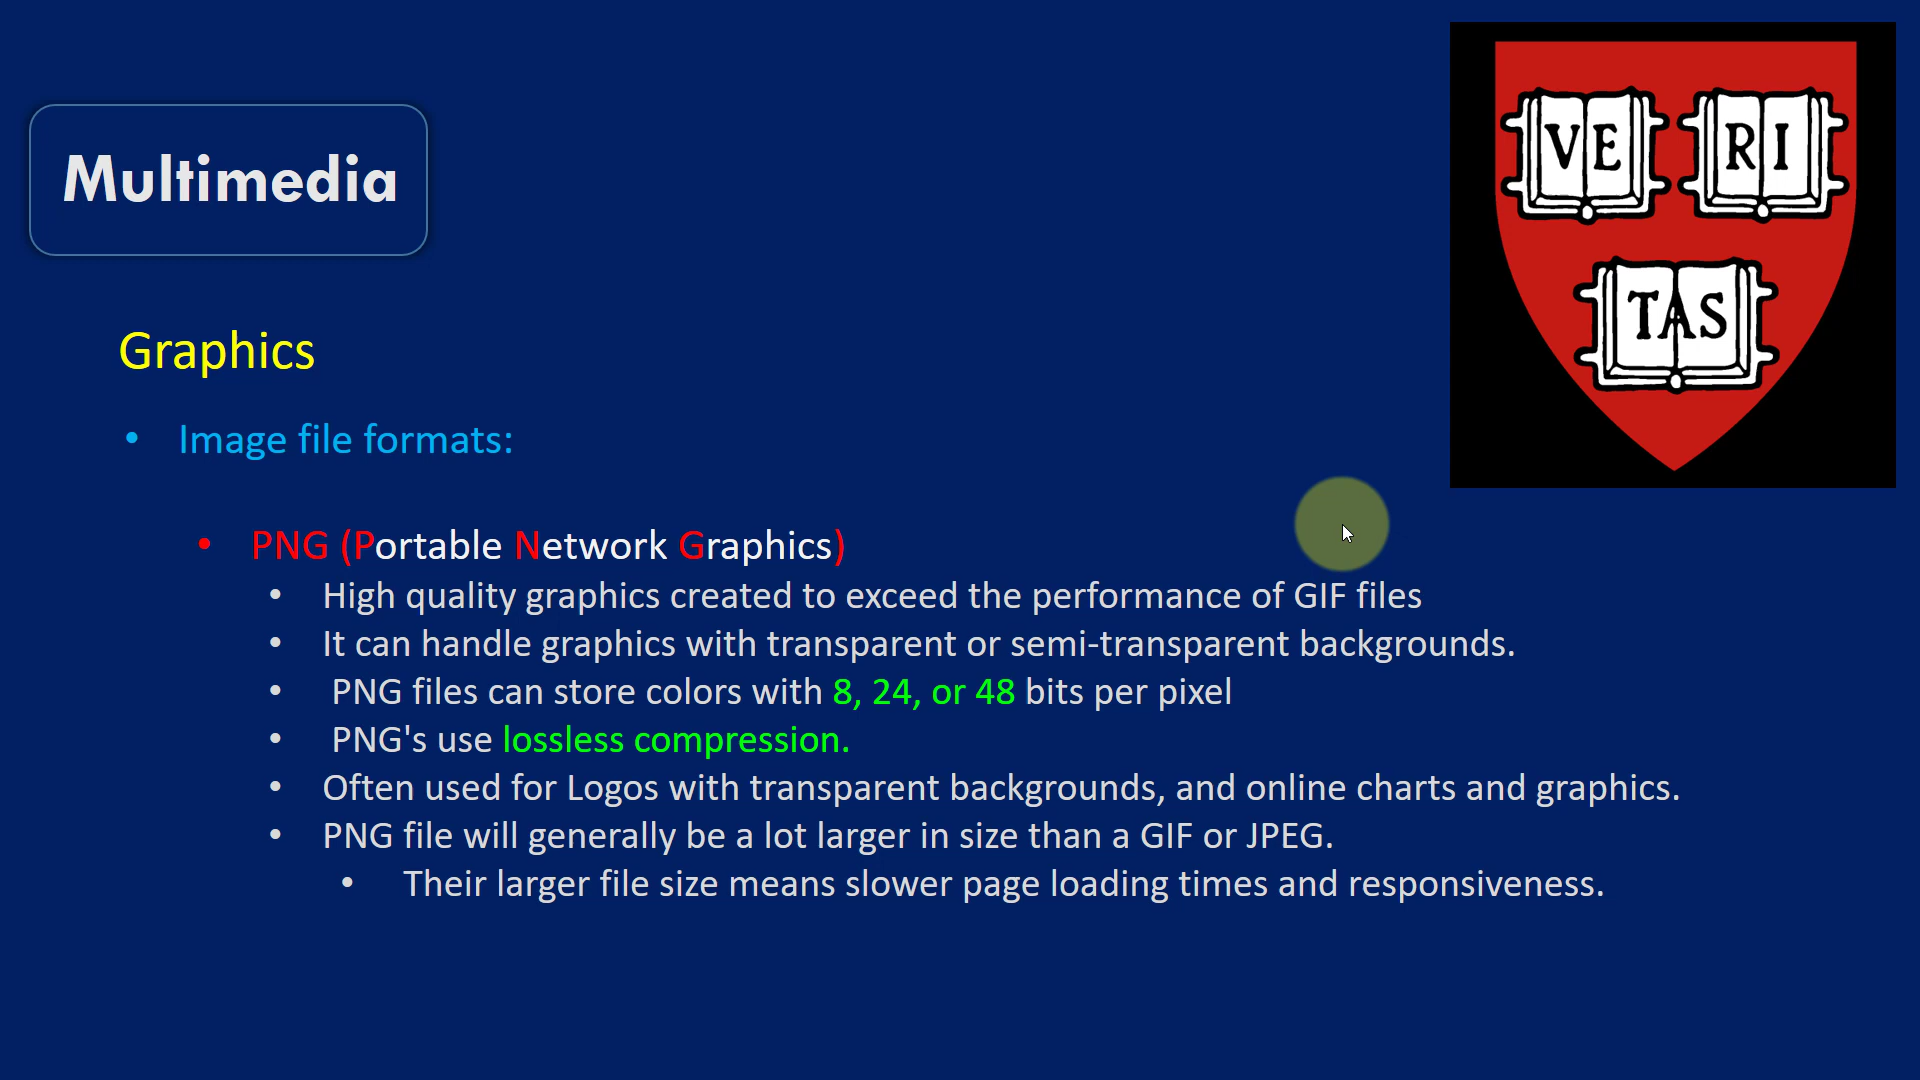 Multimedia
VE RI
TAS
Graphics
• Image file formats:
• PNG (Portable Network Graphics)
• High quality graphics created to exceed the performance of GIF files
• It can handle graphics with transparent or semi-transparent backgrounds.
• PNG files can store colors with 8, 24, or 48 bits per pixel
• PNG's use lossless compression.
• Often used for Logos with transparent backgrounds, and online charts and graphics.
• PNG file will generally be a lot larger in size than a GIF or JPEG.
• Their larger file size means slower page loading times and responsiveness.